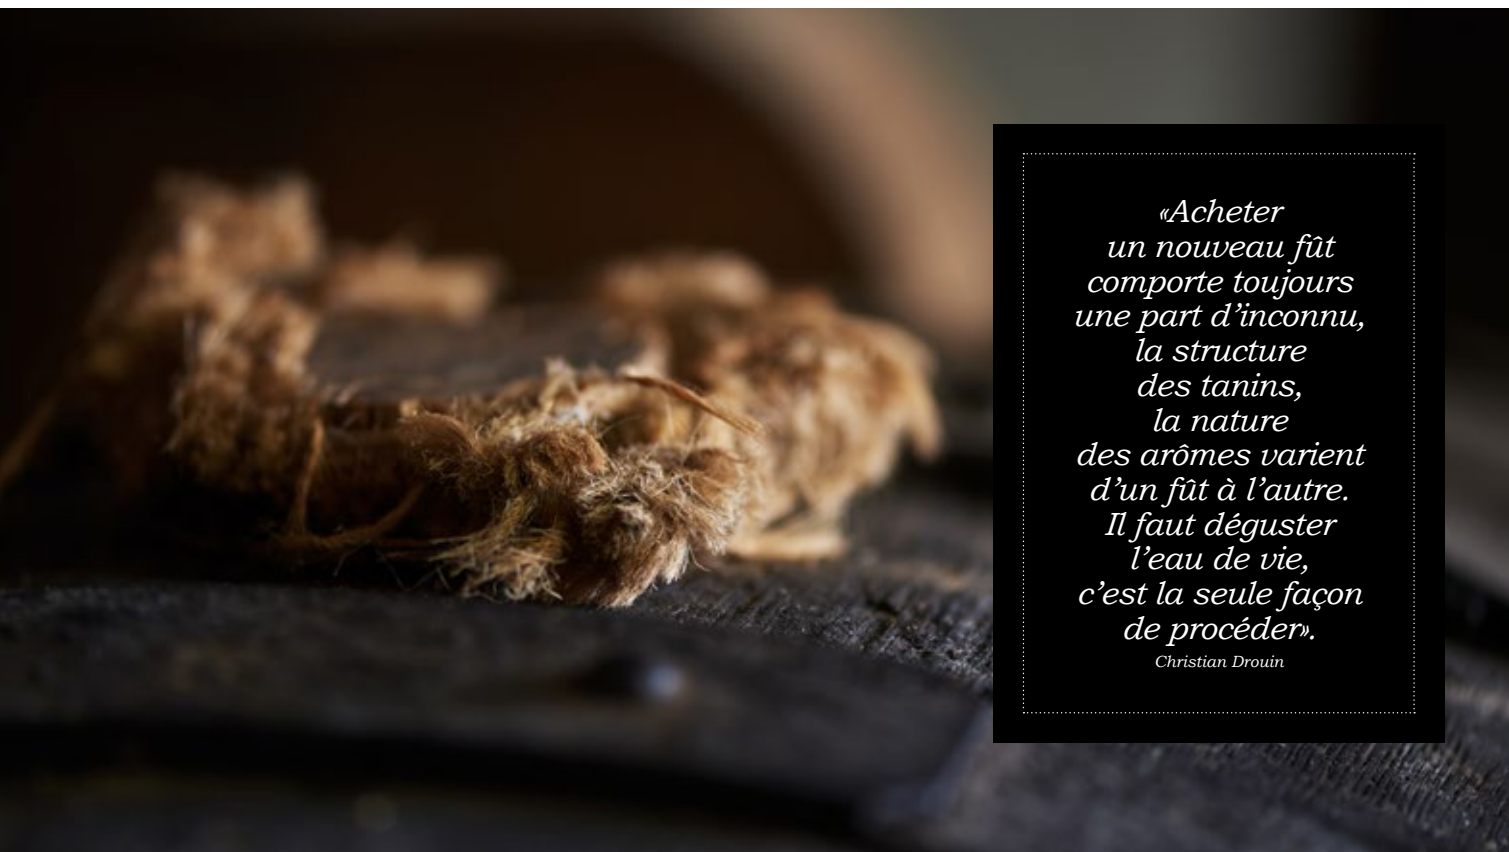 «Acheter
un nouveau fût
comporte toujours
une part d’inconnu,
la structure
des tanins,
la nature
des arômes varient
d’un fût à l’autre.
Il faut déguster
l’eau de vie,
c’est la seule façon
de procéder».
Christian Drouin